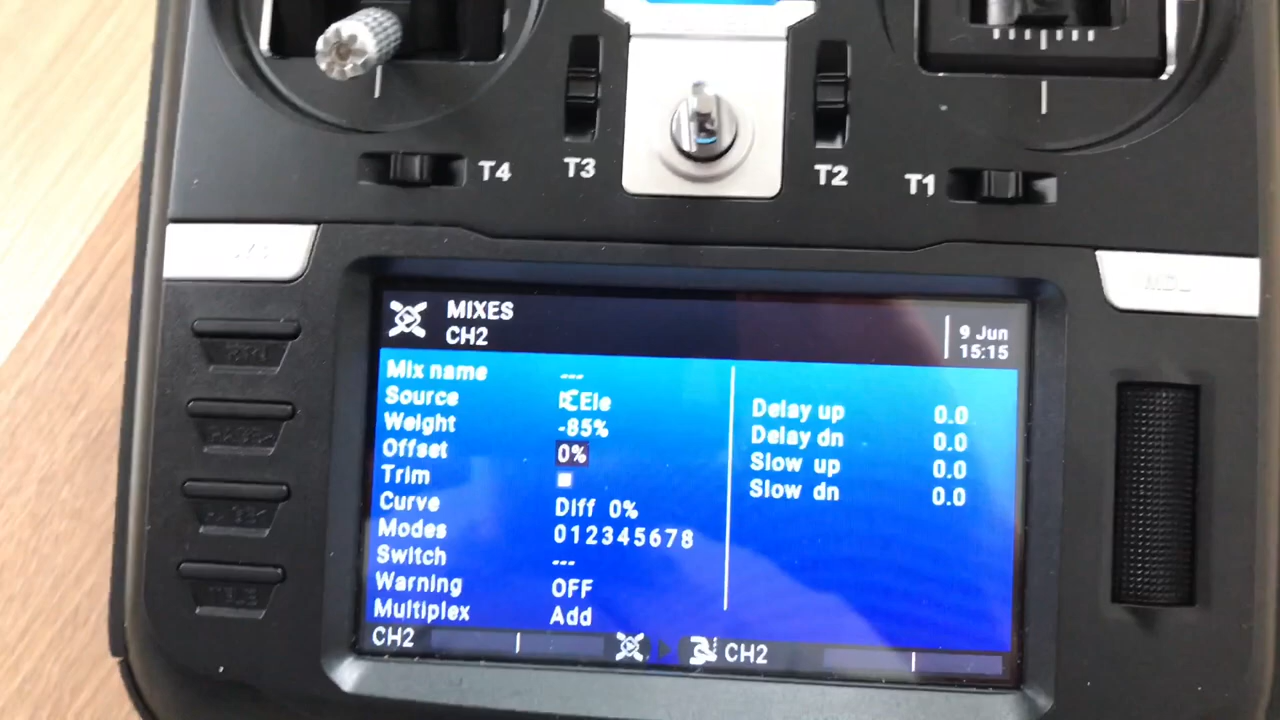 T4 T3 T2 T1
MIXES
CH2
9 Jun
15:15
Mix name ---
Source Ele
Weight -85%
Offset 0%
Trim
Curve Diff 0%
Modes 012345678
Switch ---
Warning OFF
Multiplex Add
Delay up 0.0
Delay dn 0.0
Slow up 0.0
Slow dn 0.0
CH2 CH2